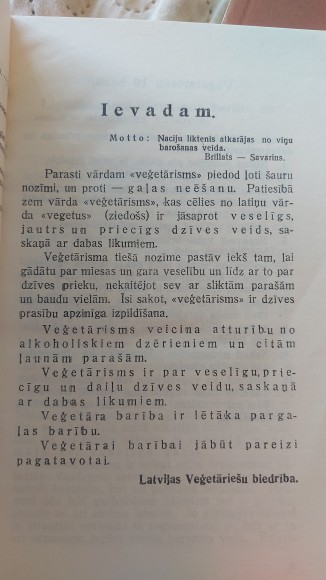 Ievadam.
Motto: Naciju liktenis atkarājas no viņu
barošanas veida.
Brillats — Savarins.
Parasti vārdam «veģetārisms» piedod ļoti šauru
nozīmi, un proti — gaļas neēšanu. Patiesībā
zem vārda «veģetārisms», kas cēlies no latiņu vār-
da «vegetus» (ziedošs) ir jāsaprot veselīgs,
jautrs un priecīgs dzīves veids, sa-
skaņā ar dabas likumiem.
Veģetārisma tiešā nozīme pastāv iekš tam, lai
gādātu par miesas un gara veselību un līdz ar to par
dzīves prieku, nekaitējot sev ar sliktām parašām
un baudu vielām. Īsi sakot, «veģetārisms» ir dzīves
prasību apzinīga izpildīšana.
Veģetārisms veicina atturību no
alkoholiskiem dzērieniem un citām
ļaunām parašām.
Veģetārisms ir par veselīgu, prie-
cīgu un daiļu dzīves veidu, saskaņā
ar dabas likumiem.
Veģetāra barība ir lētāka par ga-
ļas barību.
Veģetārai barībai jābūt pareizi
pagatavotai.
Latvijas Veģetāriešu biedrība.